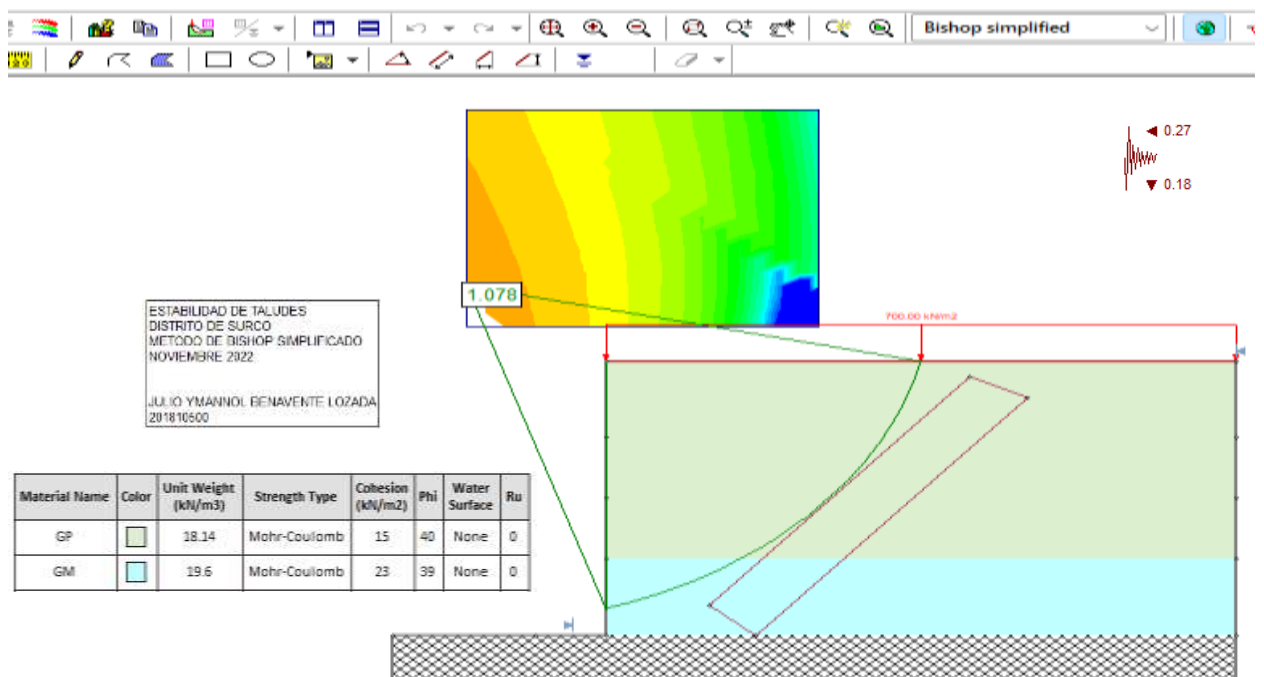 Bishop simplified
0.27
0.18
1.078
700.00 kN/m2
ESTABILIDAD DE TALUDES
DISTRITO DE SURCO
METODO DE BISHOP SIMPLIFICADO
NOVIEMBRE 2022
JULIO YMANNOL BENAVENTE LOZADA
201810500
Material Name Color Unit Weight (kN/m3) Strength Type Cohesion (kN/m2) Phi Water Surface Ru
GP 18.14 Mohr-Coulomb 15 40 None 0
GM 19.6 Mohr-Coulomb 23 39 None 0